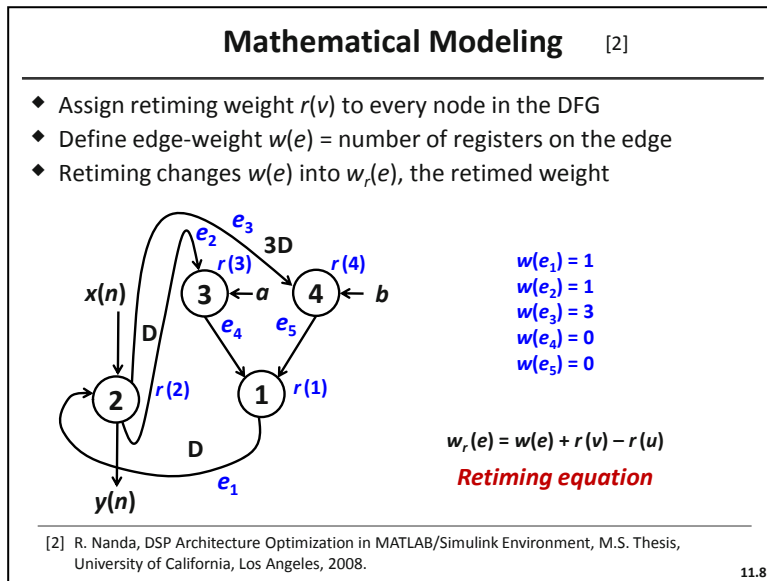 Mathematical Modeling [2]
◆ Assign retiming weight r(v) to every node in the DFG
◆ Define edge-weight w(e) = number of registers on the edge
◆ Retiming changes w(e) into wᵣ(e), the retimed weight
e₃
e₂ 3D
r(3) r(4)
x(n) 3 a 4 b
D e₄ e₅
2 r(2) 1 r(1)
D
y(n) e₁
w(e₁) = 1
w(e₂) = 1
w(e₃) = 3
w(e₄) = 0
w(e₅) = 0
wᵣ(e) = w(e) + r(v) – r(u)
Retiming equation
[2] R. Nanda, DSP Architecture Optimization in MATLAB/Simulink Environment, M.S. Thesis,
University of California, Los Angeles, 2008.
11.8